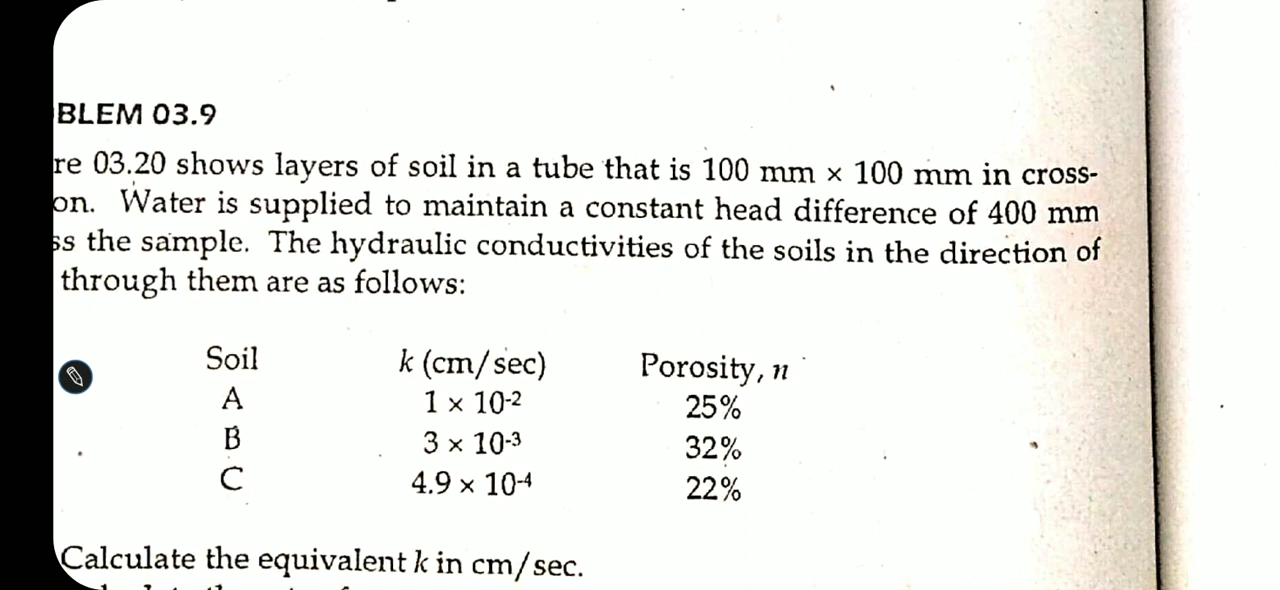 BLEM 03.9
re 03.20 shows layers of soil in a tube that is 100 mm × 100 mm in cross-
on. Water is supplied to maintain a constant head difference of 400 mm
ss the sample. The hydraulic conductivities of the soils in the direction of
through them are as follows:
Soil k (cm/sec) Porosity, n
A 1 × 10-2 25%
B 3 × 10-3 32%
C 4.9 × 10-4 22%
Calculate the equivalent k in cm/sec.